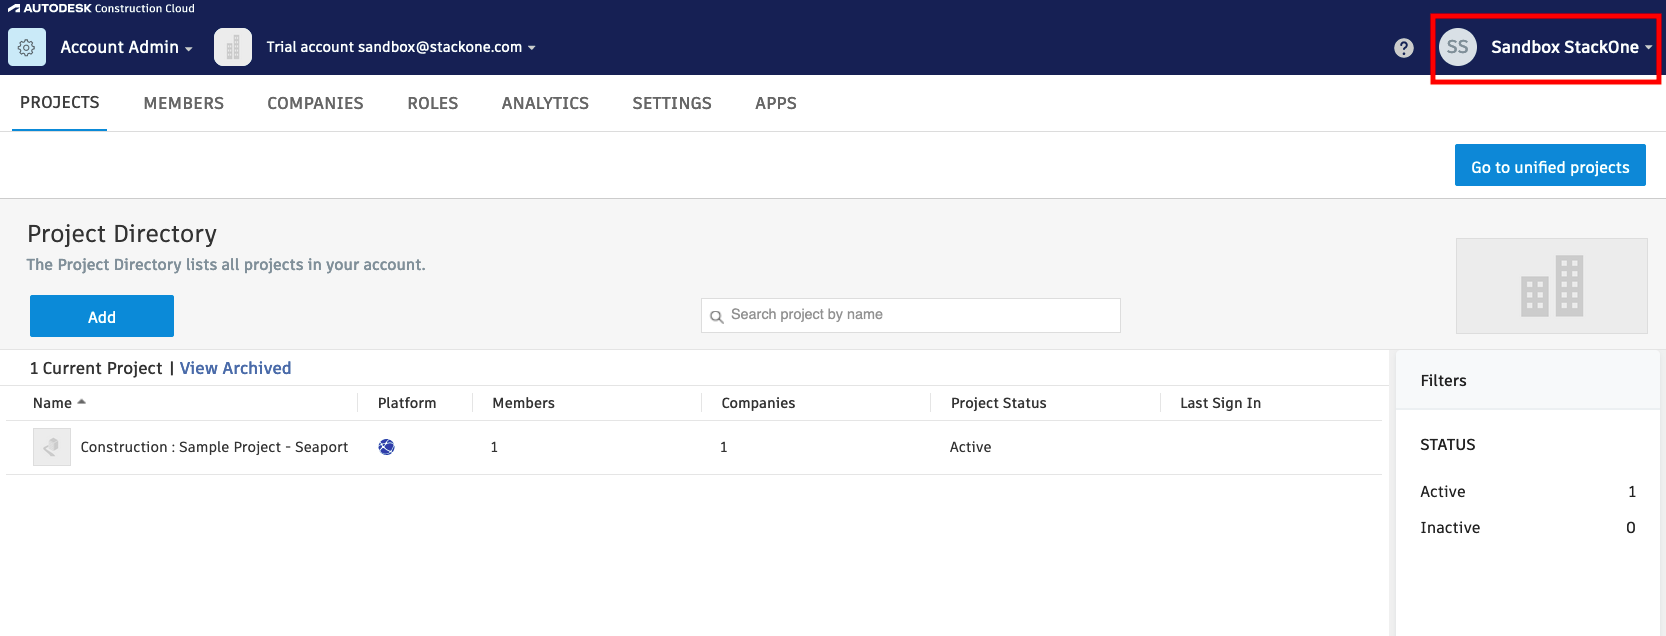 AUTODESK Construction Cloud
Account Admin
Trial account sandbox@stackone.com
?
SS
Sandbox StackOne
PROJECTS MEMBERS COMPANIES ROLES ANALYTICS SETTINGS APPS
Go to unified projects
Project Directory
The Project Directory lists all projects in your account.
Add
Search project by name
1 Current Project | View Archived
Name Platform Members Companies Project Status Last Sign In
Construction : Sample Project - Seaport 1 1 Active
Filters
STATUS
Active 1
Inactive 0